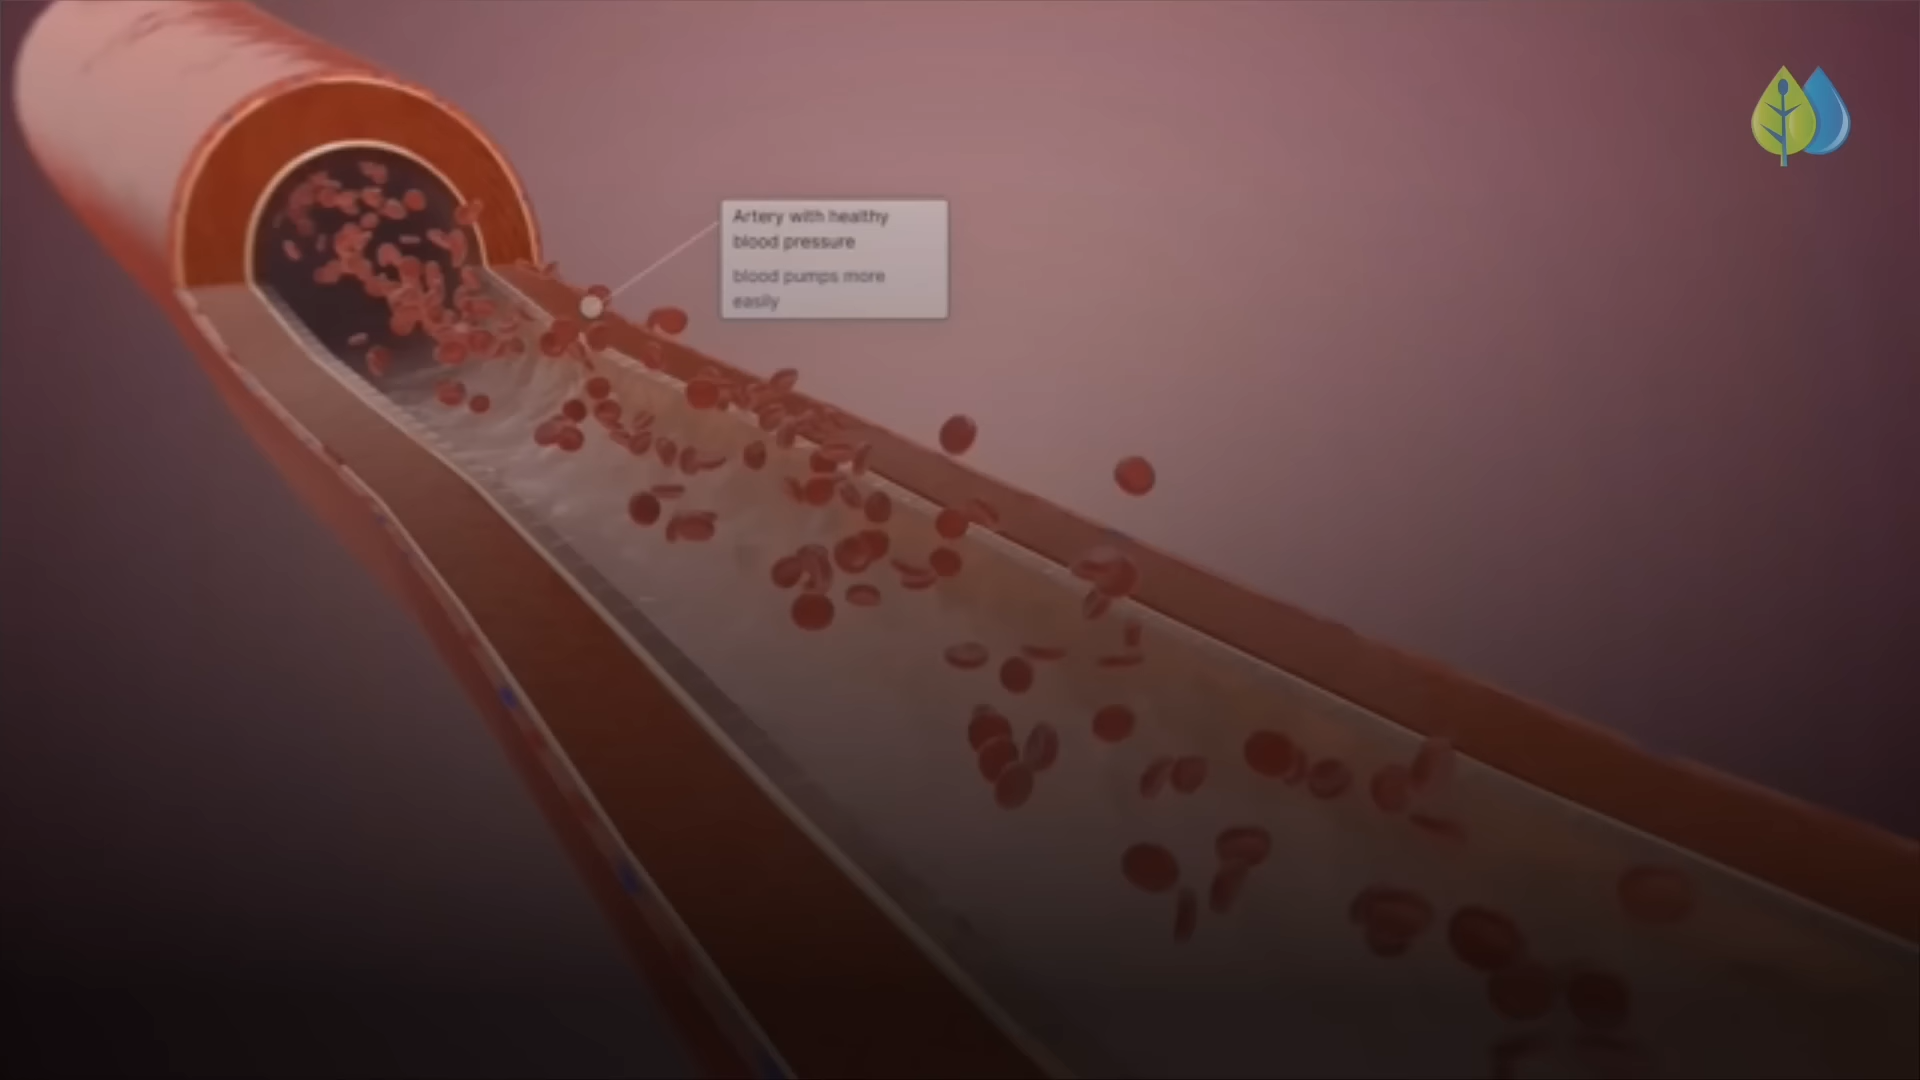 Artery with healthy
blood pressure
blood pumps more
easily